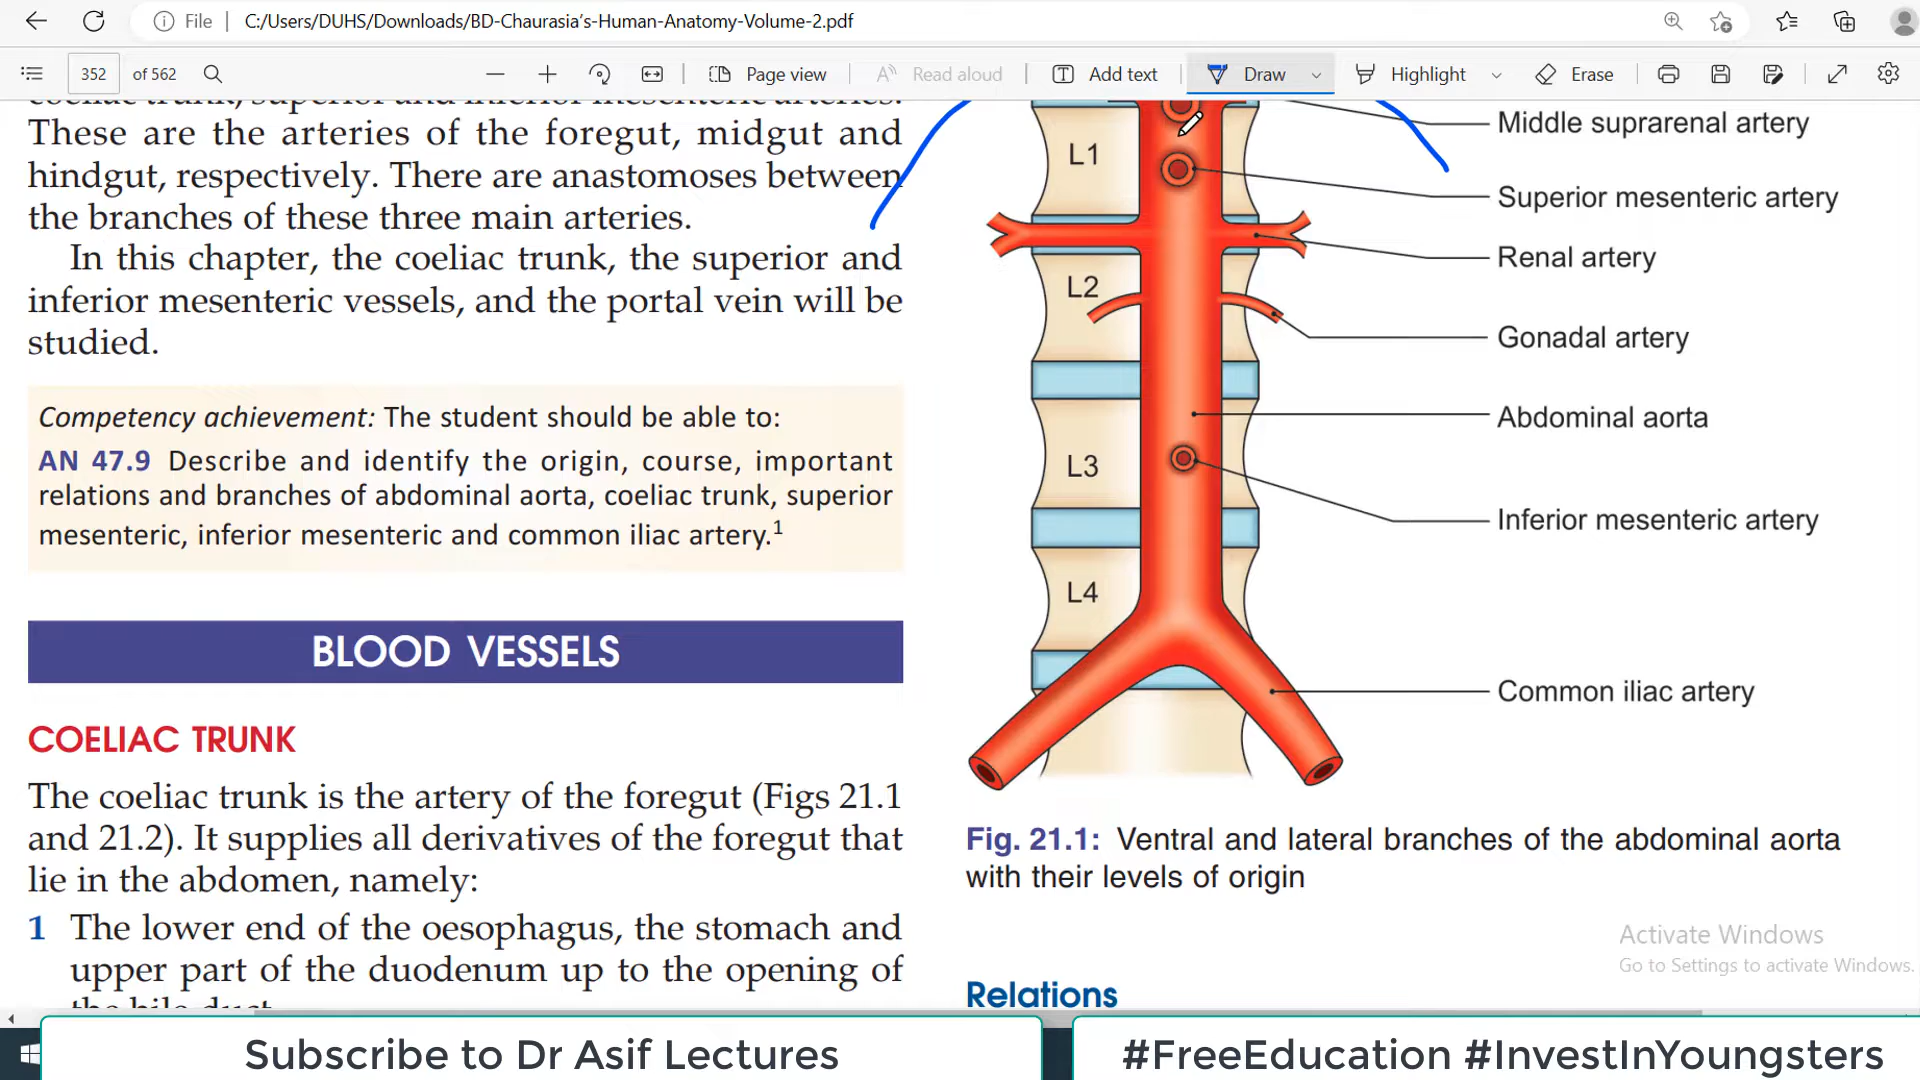 File C:/Users/DUHS/Downloads/BD-Chaurasia's-Human-Anatomy-Volume-2.pdf
352 of 562 Page view Read aloud Add text Draw Highlight Erase
coeliac trunk, superior and inferior mesenteric arteries.
These are the arteries of the foregut, midgut and
hindgut, respectively. There are anastomoses between
the branches of these three main arteries.
In this chapter, the coeliac trunk, the superior and
inferior mesenteric vessels, and the portal vein will be
studied.
Competency achievement: The student should be able to:
AN 47.9 Describe and identify the origin, course, important
relations and branches of abdominal aorta, coeliac trunk, superior
mesenteric, inferior mesenteric and common iliac artery.1
BLOOD VESSELS
COELIAC TRUNK
The coeliac trunk is the artery of the foregut (Figs 21.1
and 21.2). It supplies all derivatives of the foregut that
lie in the abdomen, namely:
1 The lower end of the oesophagus, the stomach and
upper part of the duodenum up to the opening of
the bile duct
L1
L2
L3
L4
Middle suprarenal artery
Superior mesenteric artery
Renal artery
Gonadal artery
Abdominal aorta
Inferior mesenteric artery
Common iliac artery
Fig. 21.1: Ventral and lateral branches of the abdominal aorta
with their levels of origin
Relations
Activate Windows
Go to Settings to activate Windows.
Subscribe to Dr Asif Lectures
#FreeEducation #InvestInYoungsters